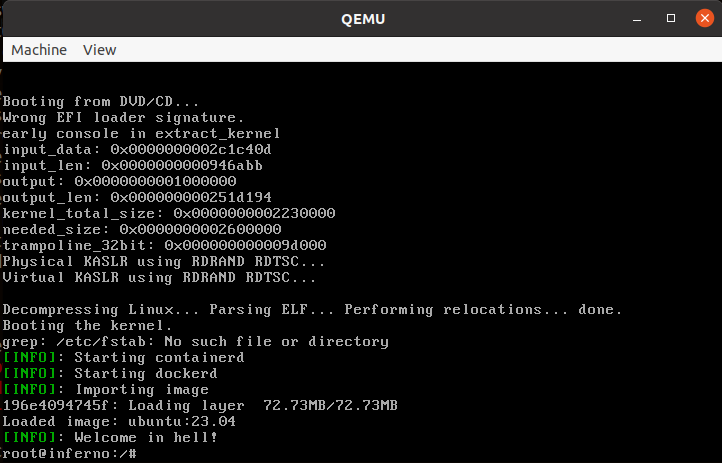 QEMU
Machine View
Booting from DVD/CD...
Wrong EFI loader signature.
early console in extract_kernel
input_data: 0x0000000002c1c40d
input_len: 0x0000000000946abb
output: 0x0000000001000000
output_len: 0x000000000251d194
kernel_total_size: 0x0000000002230000
needed_size: 0x0000000002600000
trampoline_32bit: 0x000000000009d000
Physical KASLR using RDRAND RDTSC...
Virtual KASLR using RDRAND RDTSC...
Decompressing Linux... Parsing ELF... Performing relocations... done.
Booting the kernel.
grep: /etc/fstab: No such file or directory
[INFO]: Starting containerd
[INFO]: Starting dockerd
[INFO]: Importing image
196e4094745f: Loading layer  72.73MB/72.73MB
Loaded image: ubuntu:23.04
[INFO]: Welcome in hell!
root@inferno:/#